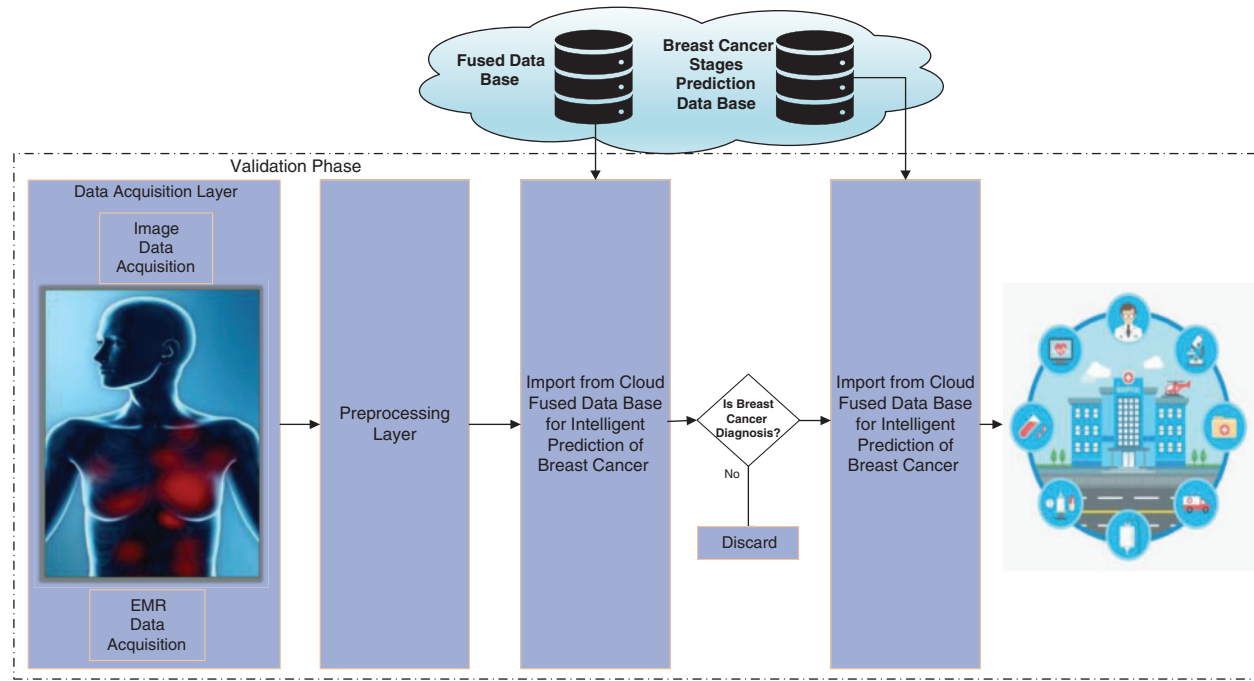 Fused Data
Base
Breast Cancer
Stages
Prediction
Data Base
Validation Phase
Data Acquisition Layer
Image
Data
Acquisition
EMR
Data
Acquisition
Preprocessing
Layer
Import from Cloud
Fused Data Base
for Intelligent
Prediction of
Breast Cancer
Is Breast
Cancer
Diagnosis?
No
Discard
Import from Cloud
Fused Data Base
for Intelligent
Prediction of
Breast Cancer
HOSPITAL